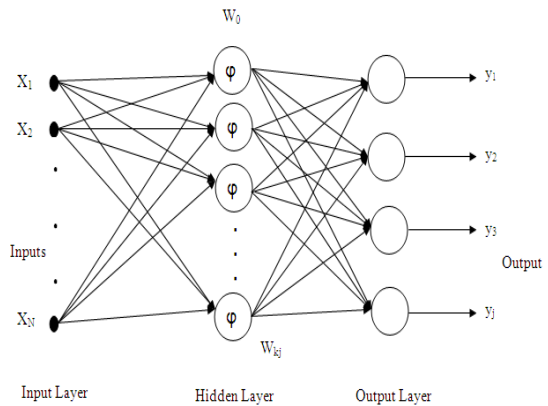 W0
X1
φ
y1
X2
φ
y2
φ
y3
Inputs
Output
XN
φ
yj
Wkj
Input Layer
Hidden Layer
Output Layer